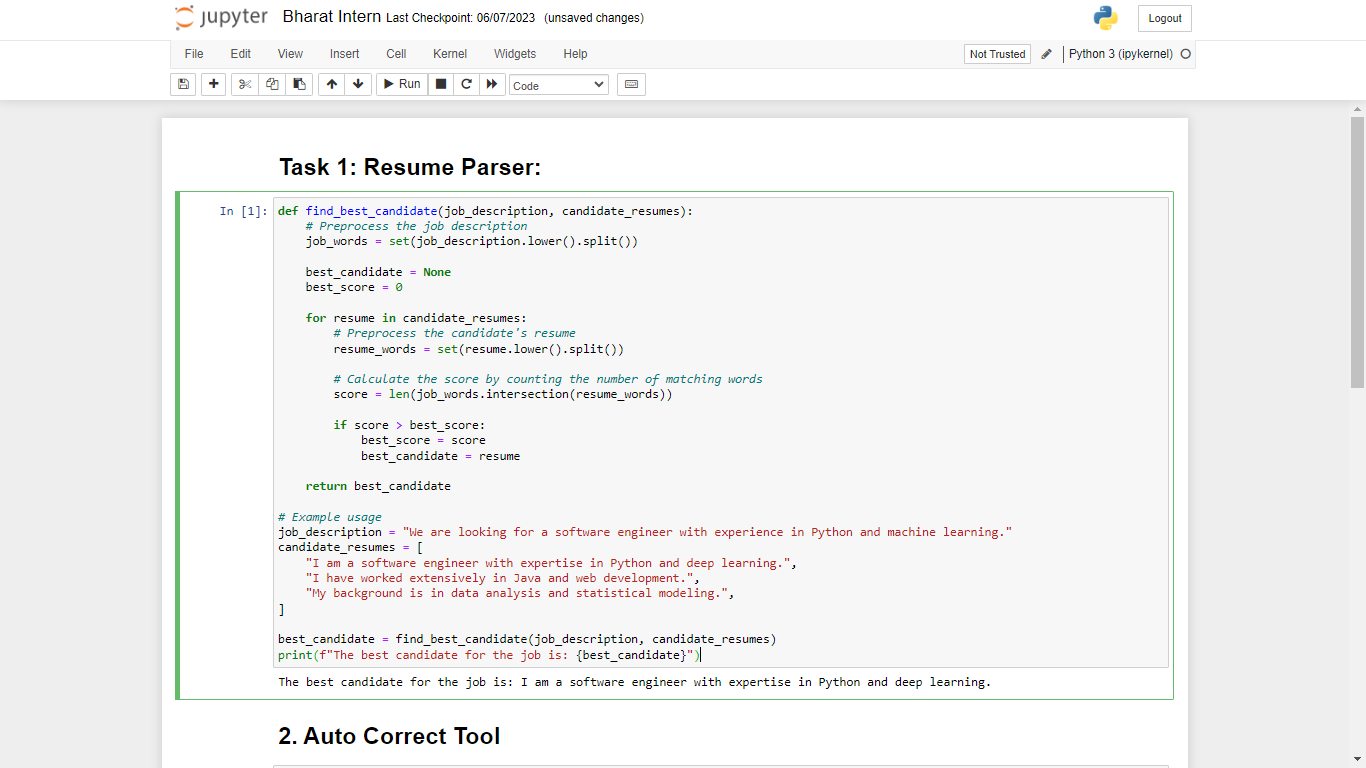 jupyter Bharat Intern Last Checkpoint: 06/07/2023 (unsaved changes) Logout
File Edit View Insert Cell Kernel Widgets Help Not Trusted Python 3 (ipykernel)
Run Code
Task 1: Resume Parser:
In [1]: def find_best_candidate(job_description, candidate_resumes):
    # Preprocess the job description
    job_words = set(job_description.lower().split())
    best_candidate = None
    best_score = 0
    for resume in candidate_resumes:
        # Preprocess the candidate's resume
        resume_words = set(resume.lower().split())
        # Calculate the score by counting the number of matching words
        score = len(job_words.intersection(resume_words))
        if score > best_score:
            best_score = score
            best_candidate = resume
    return best_candidate
# Example usage
job_description = "We are looking for a software engineer with experience in Python and machine learning."
candidate_resumes = [
    "I am a software engineer with expertise in Python and deep learning.",
    "I have worked extensively in Java and web development.",
    "My background is in data analysis and statistical modeling.",
]
best_candidate = find_best_candidate(job_description, candidate_resumes)
print(f"The best candidate for the job is: {best_candidate}")
The best candidate for the job is: I am a software engineer with expertise in Python and deep learning.
2. Auto Correct Tool